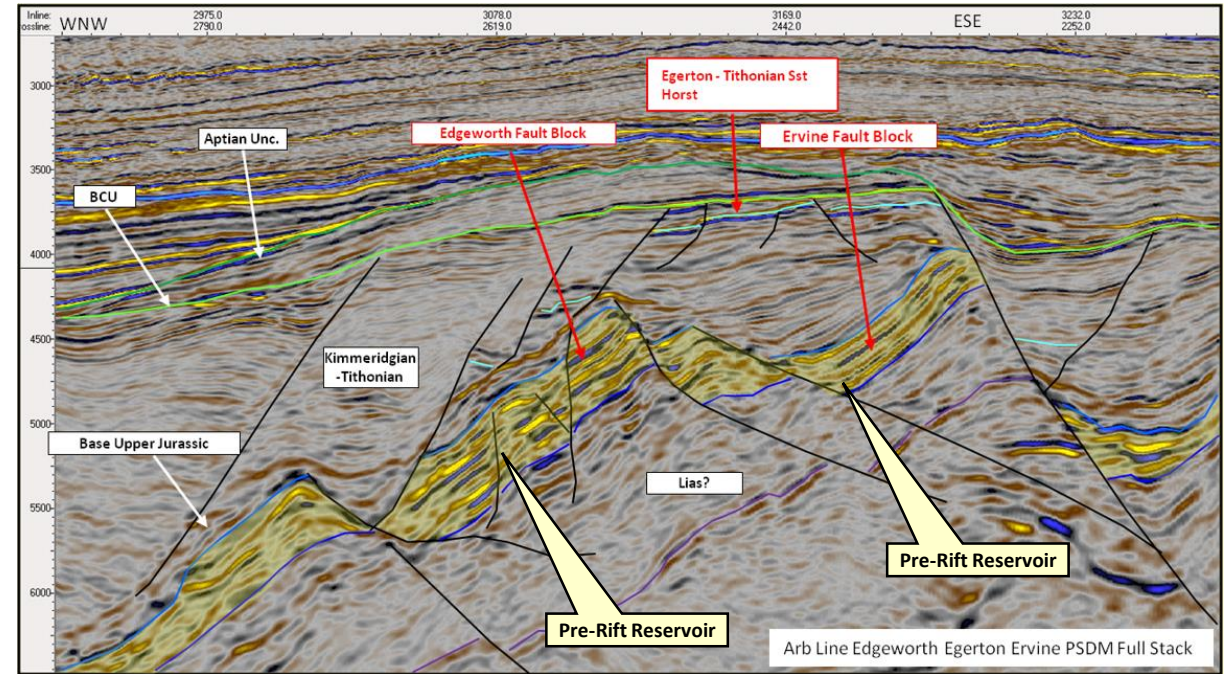 Inline:
ossline:
WNW
2975.0
2790.0
3078.0
2619.0
3169.0
2442.0
ESE
3232.0
2252.0
3000
3500
4000
4500
5000
5500
6000
Egerton - Tithonian Sst
Horst
Aptian Unc.
Edgeworth Fault Block
Ervine Fault Block
BCU
Kimmeridgian
-Tithonian
Base Upper Jurassic
Lias?
Pre-Rift Reservoir
Pre-Rift Reservoir
Arb Line Edgeworth Egerton Ervine PSDM Full Stack